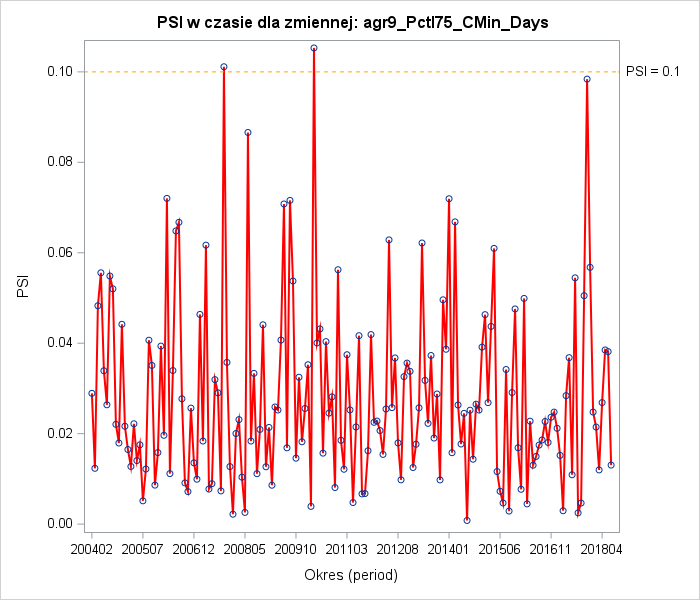 PSI w czasie dla zmiennej: agr9_Pctl75_CMin_Days
0.10
PSI = 0.1
0.08
0.06
PSI
0.04
0.02
0.00
200402 200507 200612 200805 200910 201103 201208 201401 201506 201611 201804
Okres (period)